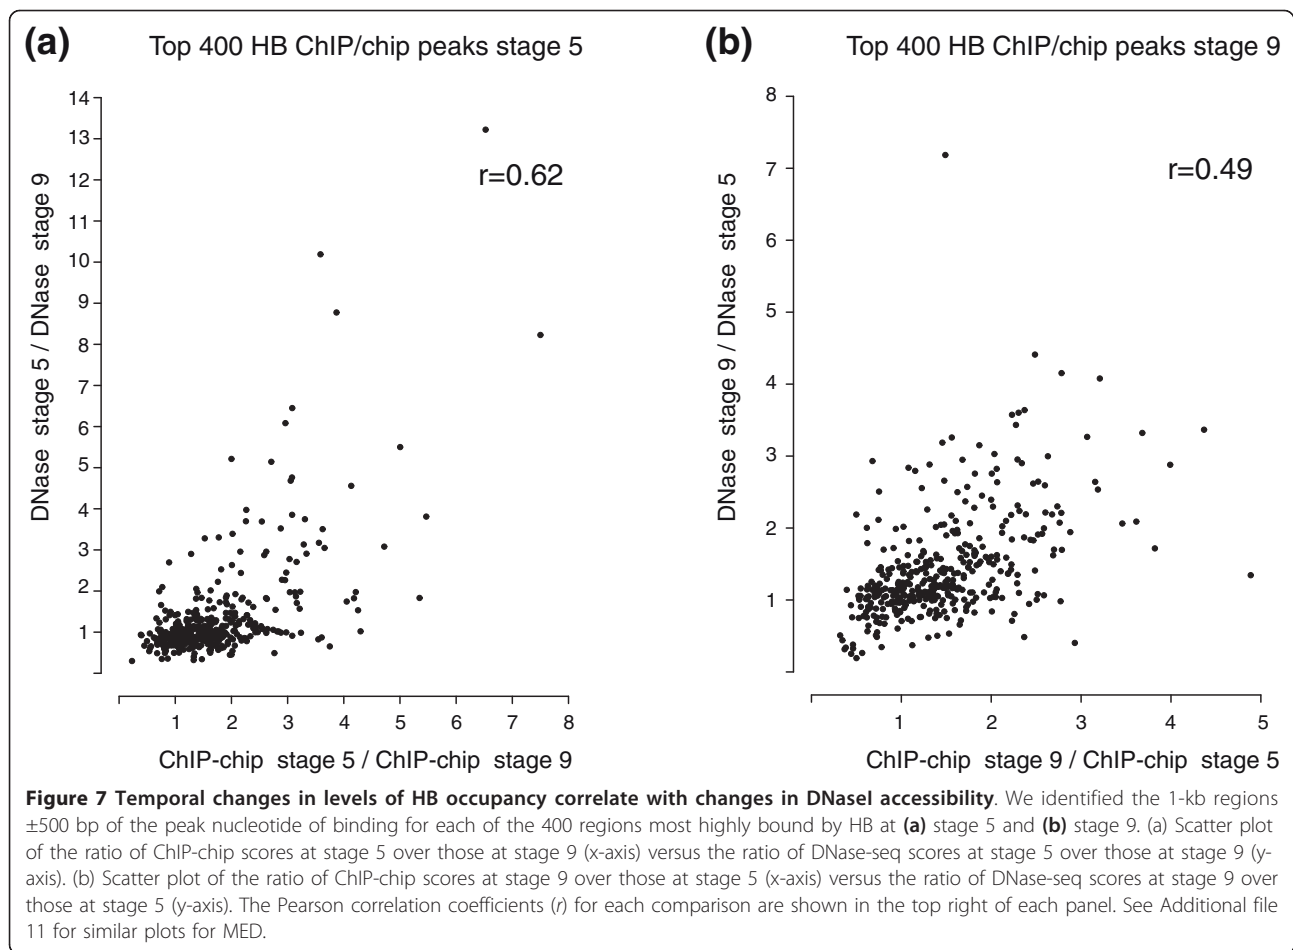 (a) Top 400 HB ChIP/chip peaks stage 5
14
13
12
11
10
9
8
7
6
5
4
3
2
1
DNase stage 5 / DNase stage 9
r=0.62
1 2 3 4 5 6 7 8
ChIP-chip stage 5 / ChIP-chip stage 9
(b) Top 400 HB ChIP/chip peaks stage 9
8
7
6
5
4
3
2
1
DNase stage 9 / DNase stage 5
r=0.49
1 2 3 4 5
ChIP-chip stage 9 / ChIP-chip stage 5
Figure 7 Temporal changes in levels of HB occupancy correlate with changes in DNaseI accessibility. We identified the 1-kb regions
±500 bp of the peak nucleotide of binding for each of the 400 regions most highly bound by HB at (a) stage 5 and (b) stage 9. (a) Scatter plot
of the ratio of ChIP-chip scores at stage 5 over those at stage 9 (x-axis) versus the ratio of DNase-seq scores at stage 5 over those at stage 9 (y-
axis). (b) Scatter plot of the ratio of ChIP-chip scores at stage 9 over those at stage 5 (x-axis) versus the ratio of DNase-seq scores at stage 9 over
those at stage 5 (y-axis). The Pearson correlation coefficients (r) for each comparison are shown in the top right of each panel. See Additional file
11 for similar plots for MED.